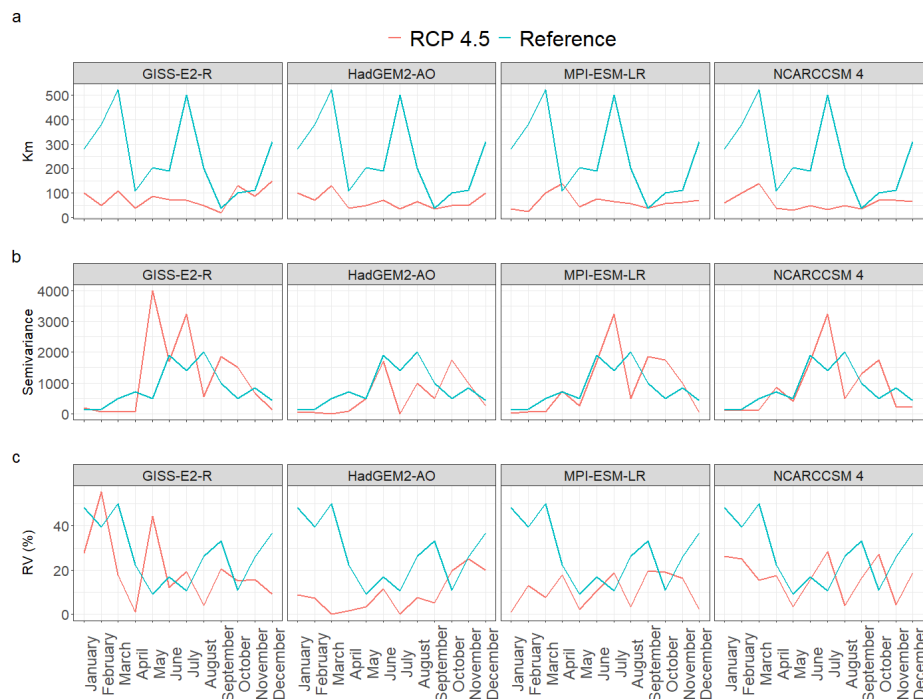 a
RCP 4.5 Reference
GISS-E2-R HadGEM2-AO MPI-ESM-LR NCARCCSM 4
Km
500
400
300
200
100
0
b
GISS-E2-R HadGEM2-AO MPI-ESM-LR NCARCCSM 4
Semivariance
4000
3000
2000
1000
0
c
GISS-E2-R HadGEM2-AO MPI-ESM-LR NCARCCSM 4
RV (%)
40
20
0
January February March April May June July August September October November December
January February March April May June July August September October November December
January February March April May June July August September October November December
January February March April May June July August September October November December